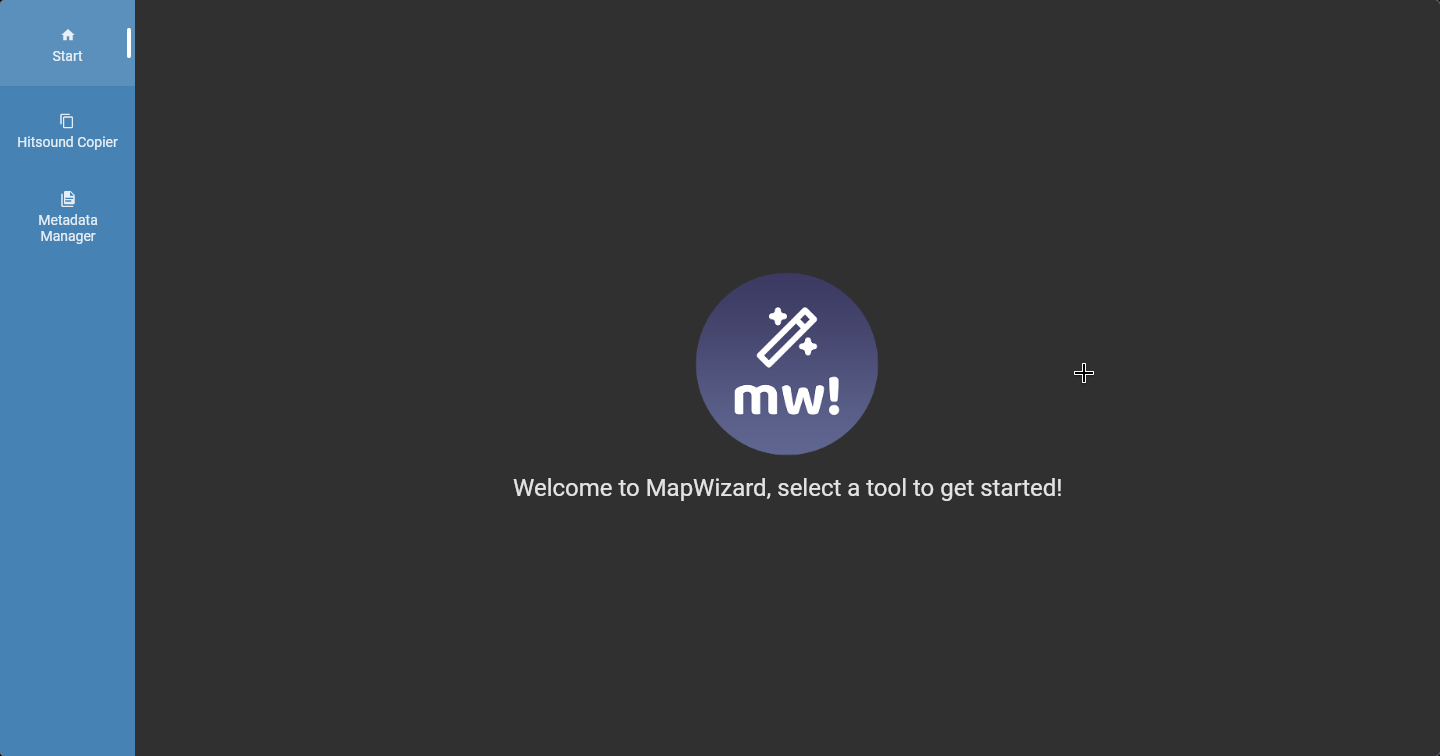 Start
Hitsound Copier
Metadata
Manager
mw!
Welcome to MapWizard, select a tool to get started!